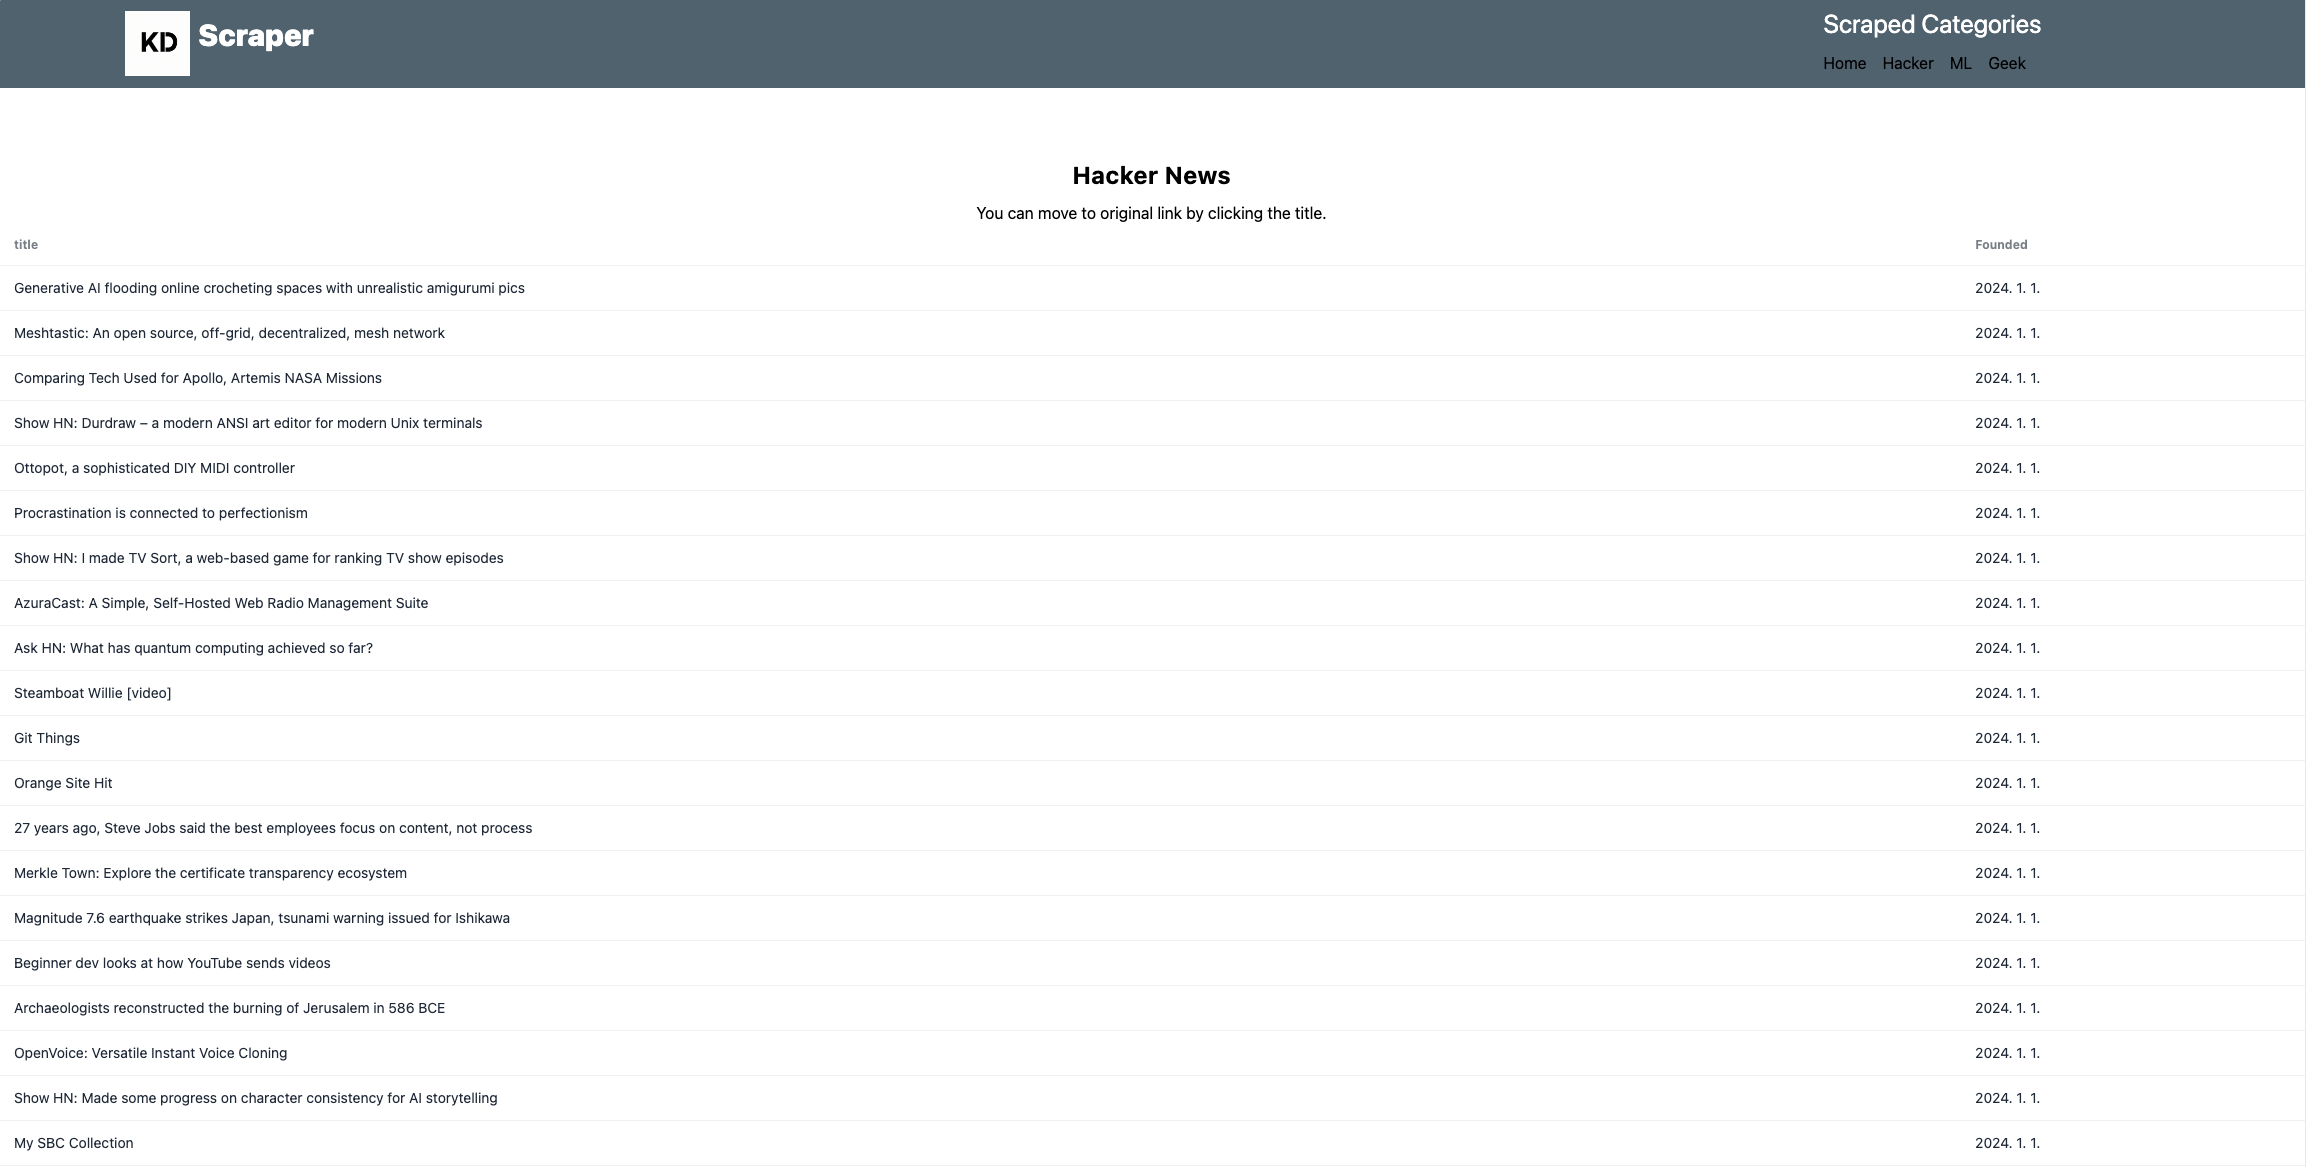 KD Scraper
Scraped Categories
Home Hacker ML Geek
Hacker News
You can move to original link by clicking the title.
title Founded
Generative AI flooding online crocheting spaces with unrealistic amigurumi pics 2024. 1. 1.
Meshtastic: An open source, off-grid, decentralized, mesh network 2024. 1. 1.
Comparing Tech Used for Apollo, Artemis NASA Missions 2024. 1. 1.
Show HN: Durdraw – a modern ANSI art editor for modern Unix terminals 2024. 1. 1.
Ottopot, a sophisticated DIY MIDI controller 2024. 1. 1.
Procrastination is connected to perfectionism 2024. 1. 1.
Show HN: I made TV Sort, a web-based game for ranking TV show episodes 2024. 1. 1.
AzuraCast: A Simple, Self-Hosted Web Radio Management Suite 2024. 1. 1.
Ask HN: What has quantum computing achieved so far? 2024. 1. 1.
Steamboat Willie [video] 2024. 1. 1.
Git Things 2024. 1. 1.
Orange Site Hit 2024. 1. 1.
27 years ago, Steve Jobs said the best employees focus on content, not process 2024. 1. 1.
Merkle Town: Explore the certificate transparency ecosystem 2024. 1. 1.
Magnitude 7.6 earthquake strikes Japan, tsunami warning issued for Ishikawa 2024. 1. 1.
Beginner dev looks at how YouTube sends videos 2024. 1. 1.
Archaeologists reconstructed the burning of Jerusalem in 586 BCE 2024. 1. 1.
OpenVoice: Versatile Instant Voice Cloning 2024. 1. 1.
Show HN: Made some progress on character consistency for AI storytelling 2024. 1. 1.
My SBC Collection 2024. 1. 1.